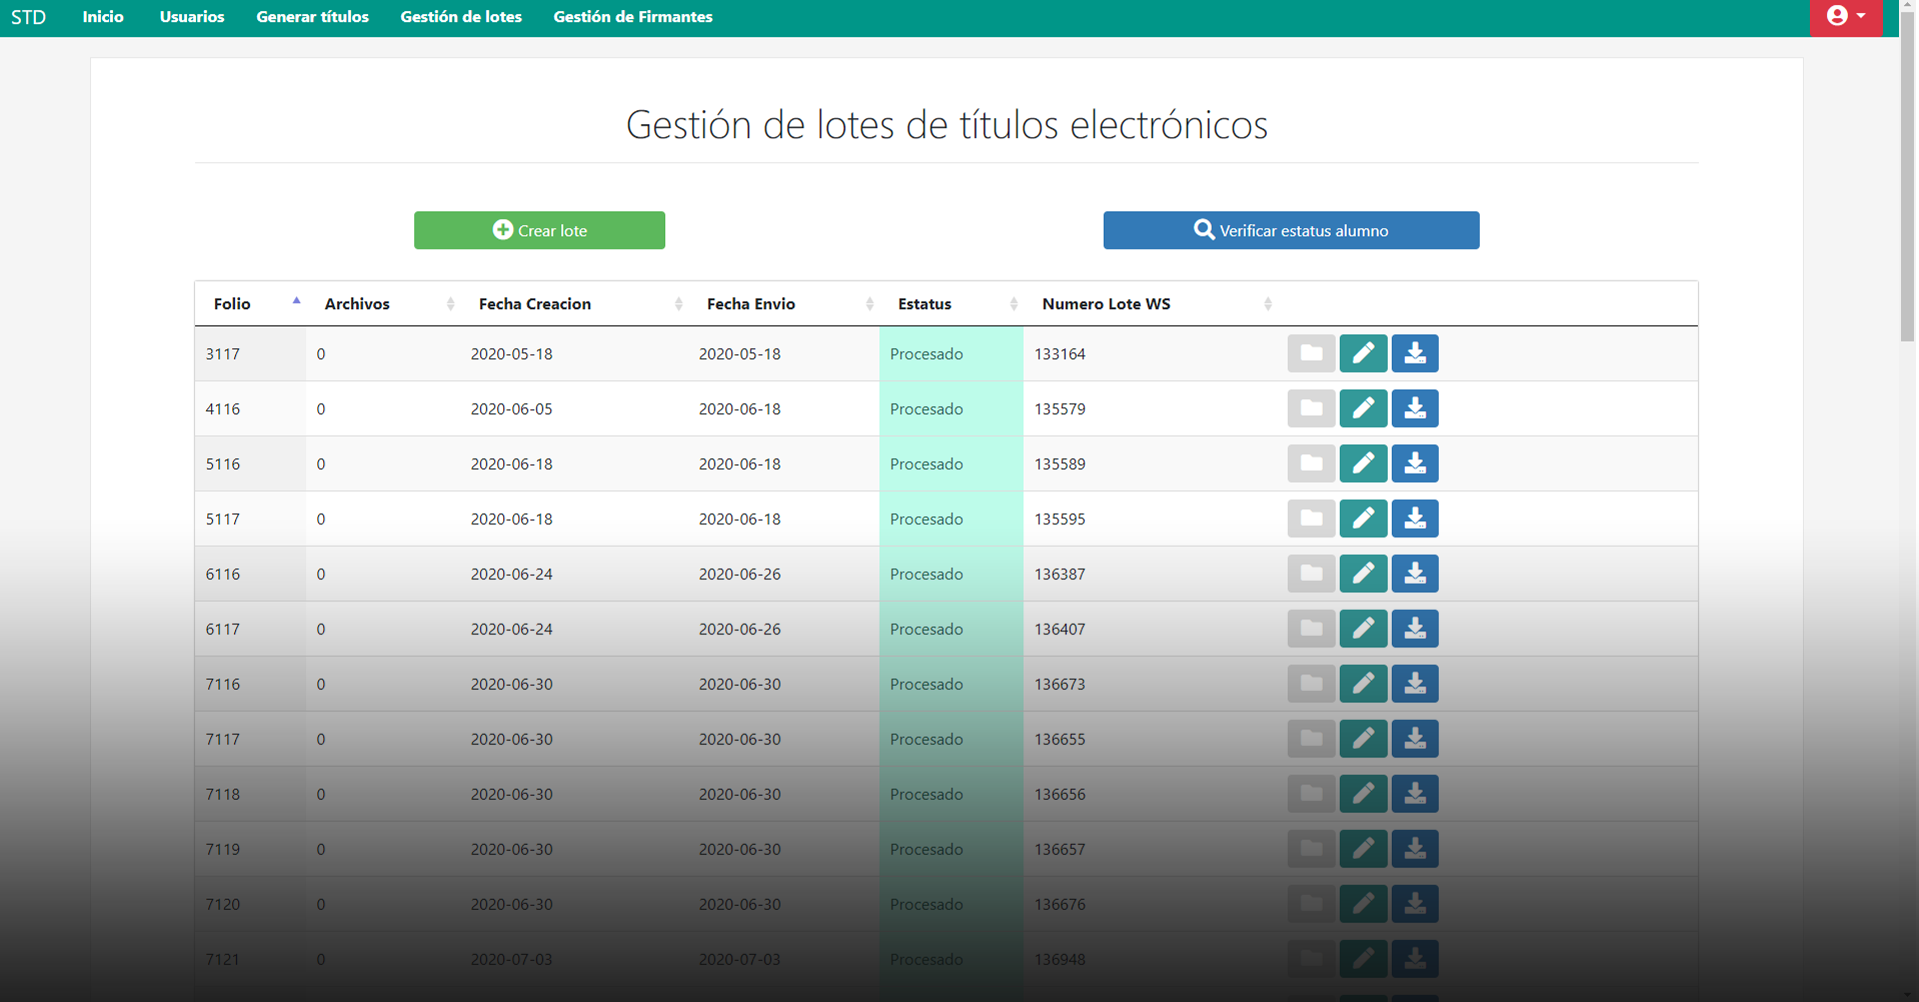 STD Inicio Usuarios Generar títulos Gestión de lotes Gestión de Firmantes
Gestión de lotes de títulos electrónicos
Crear lote Verificar estatus alumno
Folio Archivos Fecha Creacion Fecha Envio Estatus Numero Lote WS
3117 0 2020-05-18 2020-05-18 Procesado 133164
4116 0 2020-06-05 2020-06-18 Procesado 135579
5116 0 2020-06-18 2020-06-18 Procesado 135589
5117 0 2020-06-18 2020-06-18 Procesado 135595
6116 0 2020-06-24 2020-06-26 Procesado 136387
6117 0 2020-06-24 2020-06-26 Procesado 136407
7116 0 2020-06-30 2020-06-30 Procesado 136673
7117 0 2020-06-30 2020-06-30 Procesado 136655
7118 0 2020-06-30 2020-06-30 Procesado 136656
7119 0 2020-06-30 2020-06-30 Procesado 136657
7120 0 2020-06-30 2020-06-30 Procesado 136676
7121 0 2020-07-03 2020-07-03 Procesado 136948